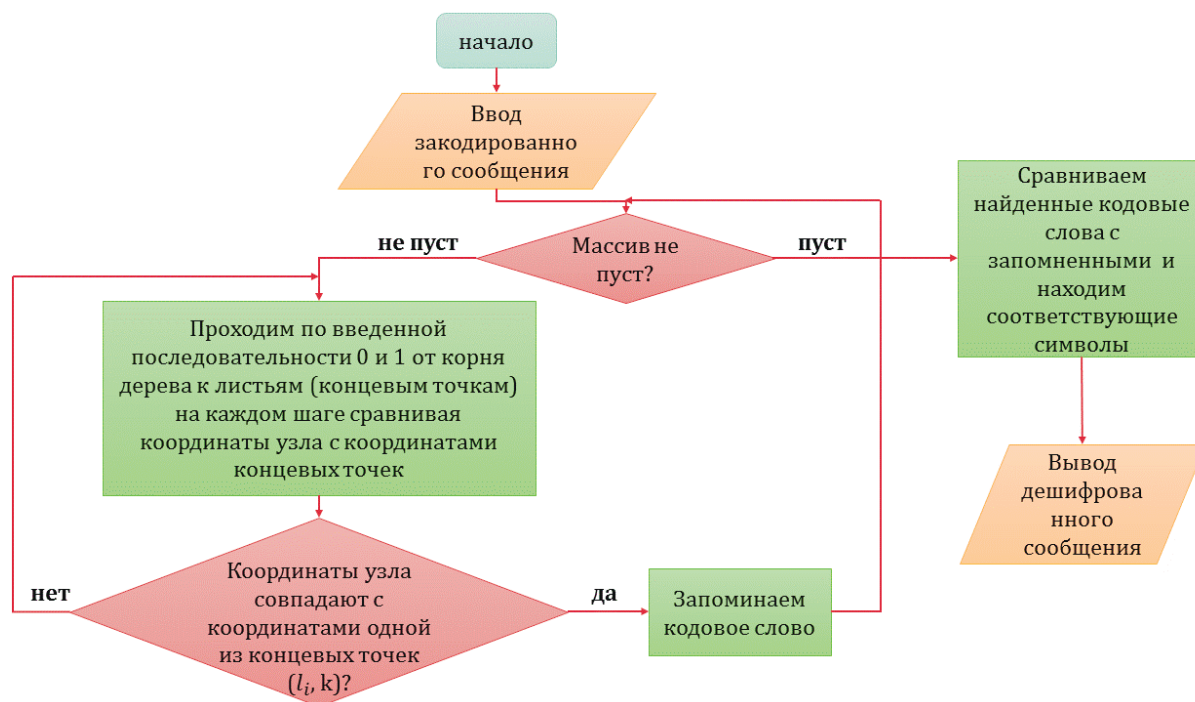 начало
Ввод
закодированно
го сообщения
Массив не
пуст?
не пуст
пуст
Сравниваем
найденные кодовые
слова с
запомненными и
находим
соответствующие
символы
Проходим по введенной
последовательности 0 и 1 от корня
дерева к листьям (концевым точкам)
на каждом шаге сравнивая
координаты узла с координатами
концевых точек
Вывод
дешифрова
нного
сообщения
Координаты узла
совпадают с
координатами одной
из концевых точек
(lᵢ, k)?
нет
да
Запоминаем
кодовое слово